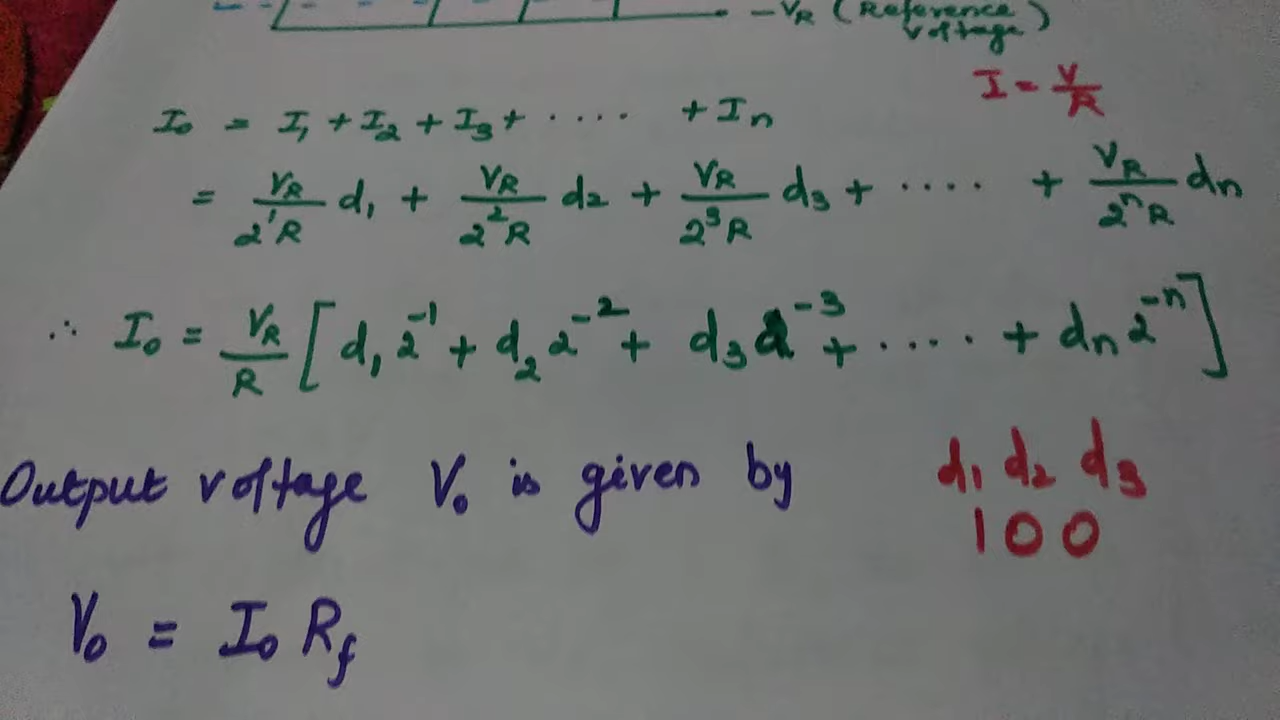 -VR (Reference
voltage)
I = V/R
I0 = I1 + I2 + I3 + .... + In
= VR/2^1R d1 + VR/2^2R d2 + VR/2^3R d3 + .... + VR/2^nR dn
∴ I0 = VR/R [d1 2^-1 + d2 2^-2 + d3 2^-3 + .... + dn 2^-n]
Output voltage V0 is given by
d1 d2 d3
1 0 0
V0 = I0 Rf